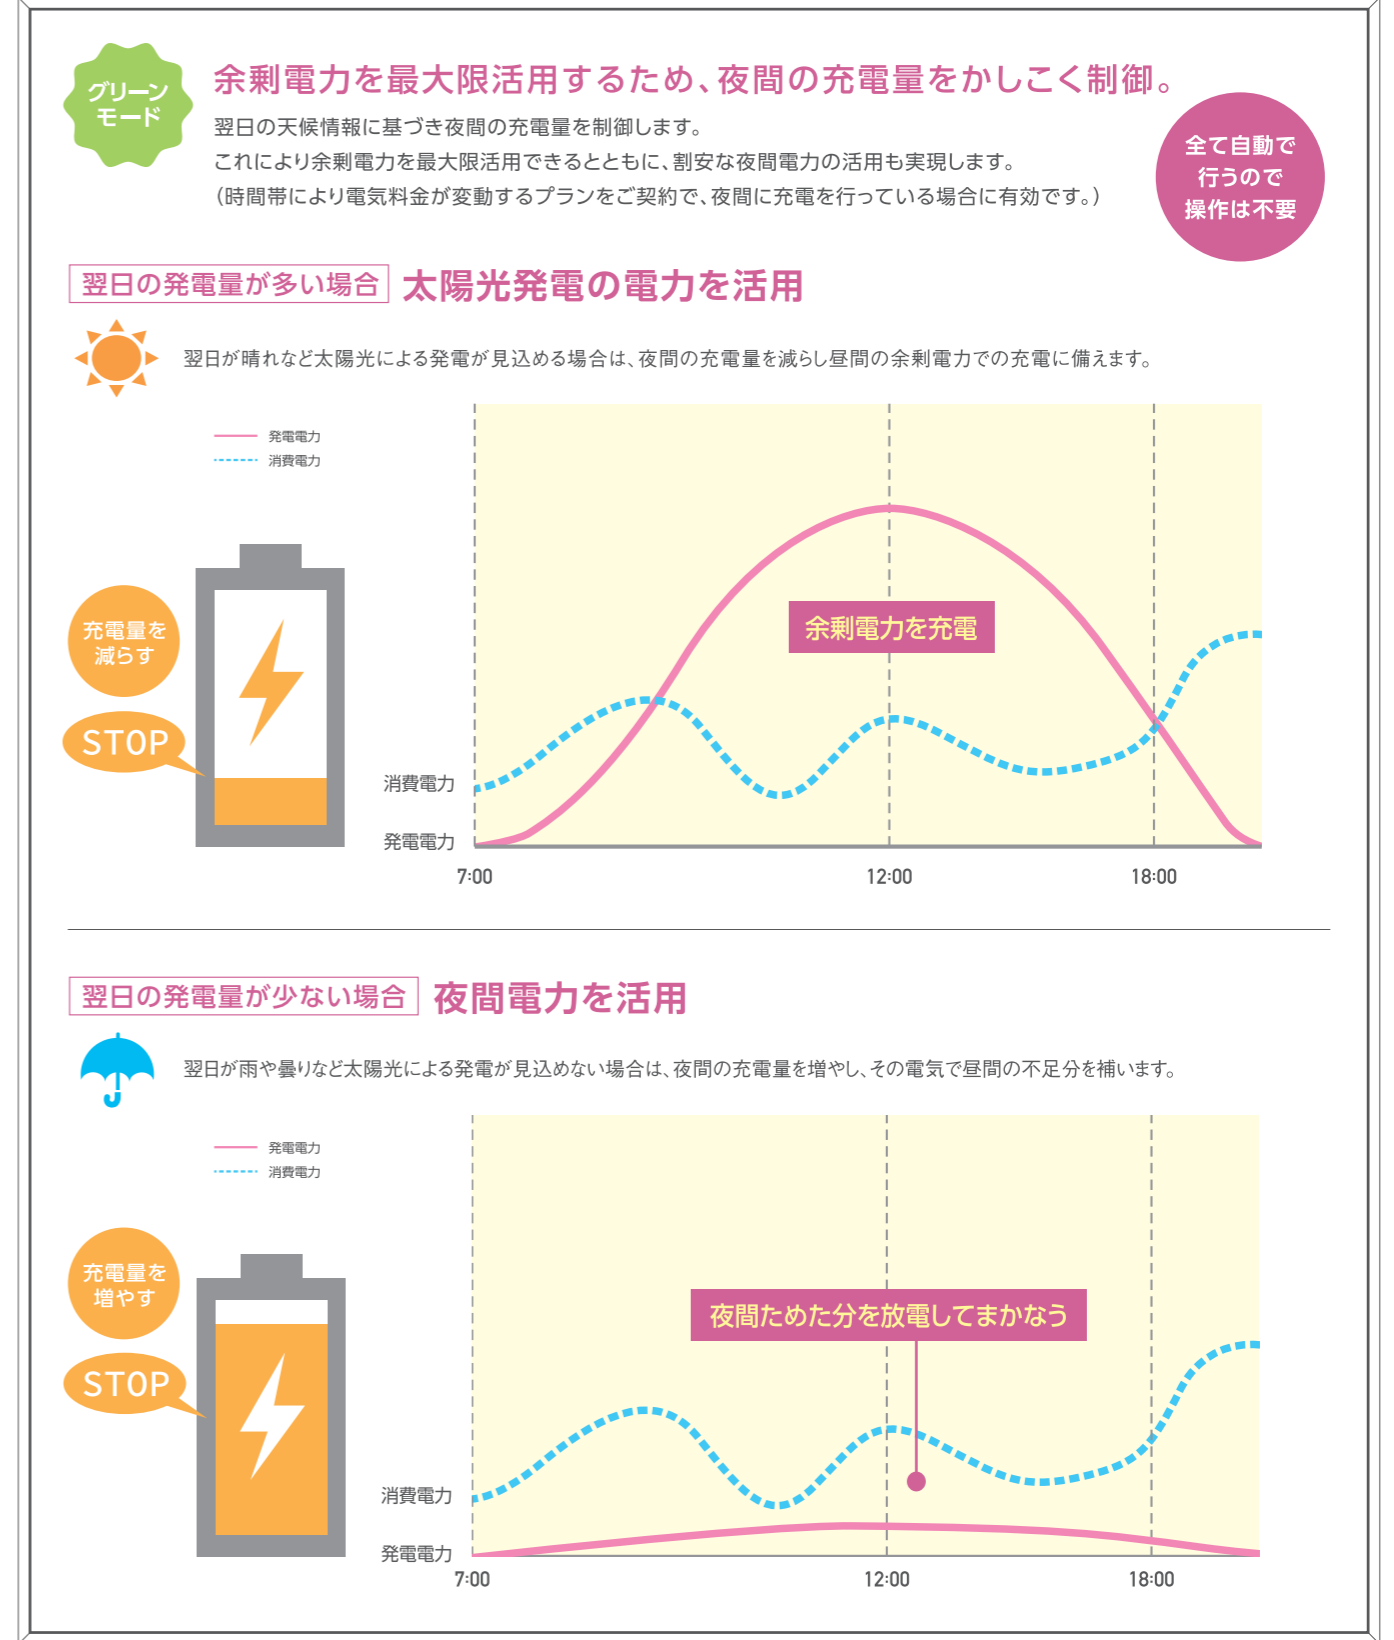 グリーン
モード
余剰電力を最大限活用するため、夜間の充電量をかしこく制御。
翌日の天候情報に基づき夜間の充電量を制御します。
これにより余剰電力を最大限活用できるとともに、割安な夜間電力の活用も実現します。
（時間帯により電気料金が変動するプランをご契約で、夜間に充電を行っている場合に有効です。）
全て自動で
行うので
操作は不要
翌日の発電量が多い場合 太陽光発電の電力を活用
翌日が晴れなど太陽光による発電が見込める場合は、夜間の充電量を減らし昼間の余剰電力での充電に備えます。
発電電力
消費電力
充電量を
減らす
STOP
余剰電力を充電
消費電力
発電電力
7:00 12:00 18:00
翌日の発電量が少ない場合 夜間電力を活用
翌日が雨や曇りなど太陽光による発電が見込めない場合は、夜間の充電量を増やし、その電気で昼間の不足分を補います。
発電電力
消費電力
充電量を
増やす
STOP
夜間ためた分を放電してまかなう
消費電力
発電電力
7:00 12:00 18:00